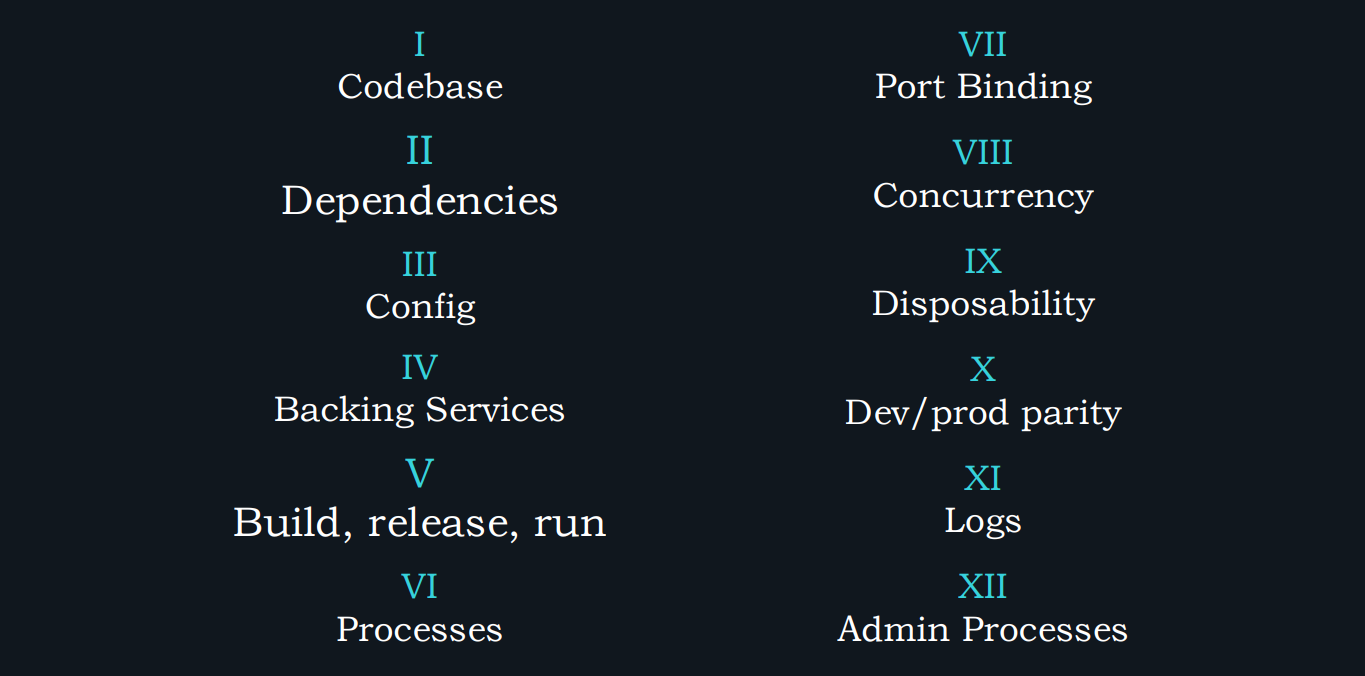 I
Codebase
II
Dependencies
III
Config
IV
Backing Services
V
Build, release, run
VI
Processes
VII
Port Binding
VIII
Concurrency
IX
Disposability
X
Dev/prod parity
XI
Logs
XII
Admin Processes